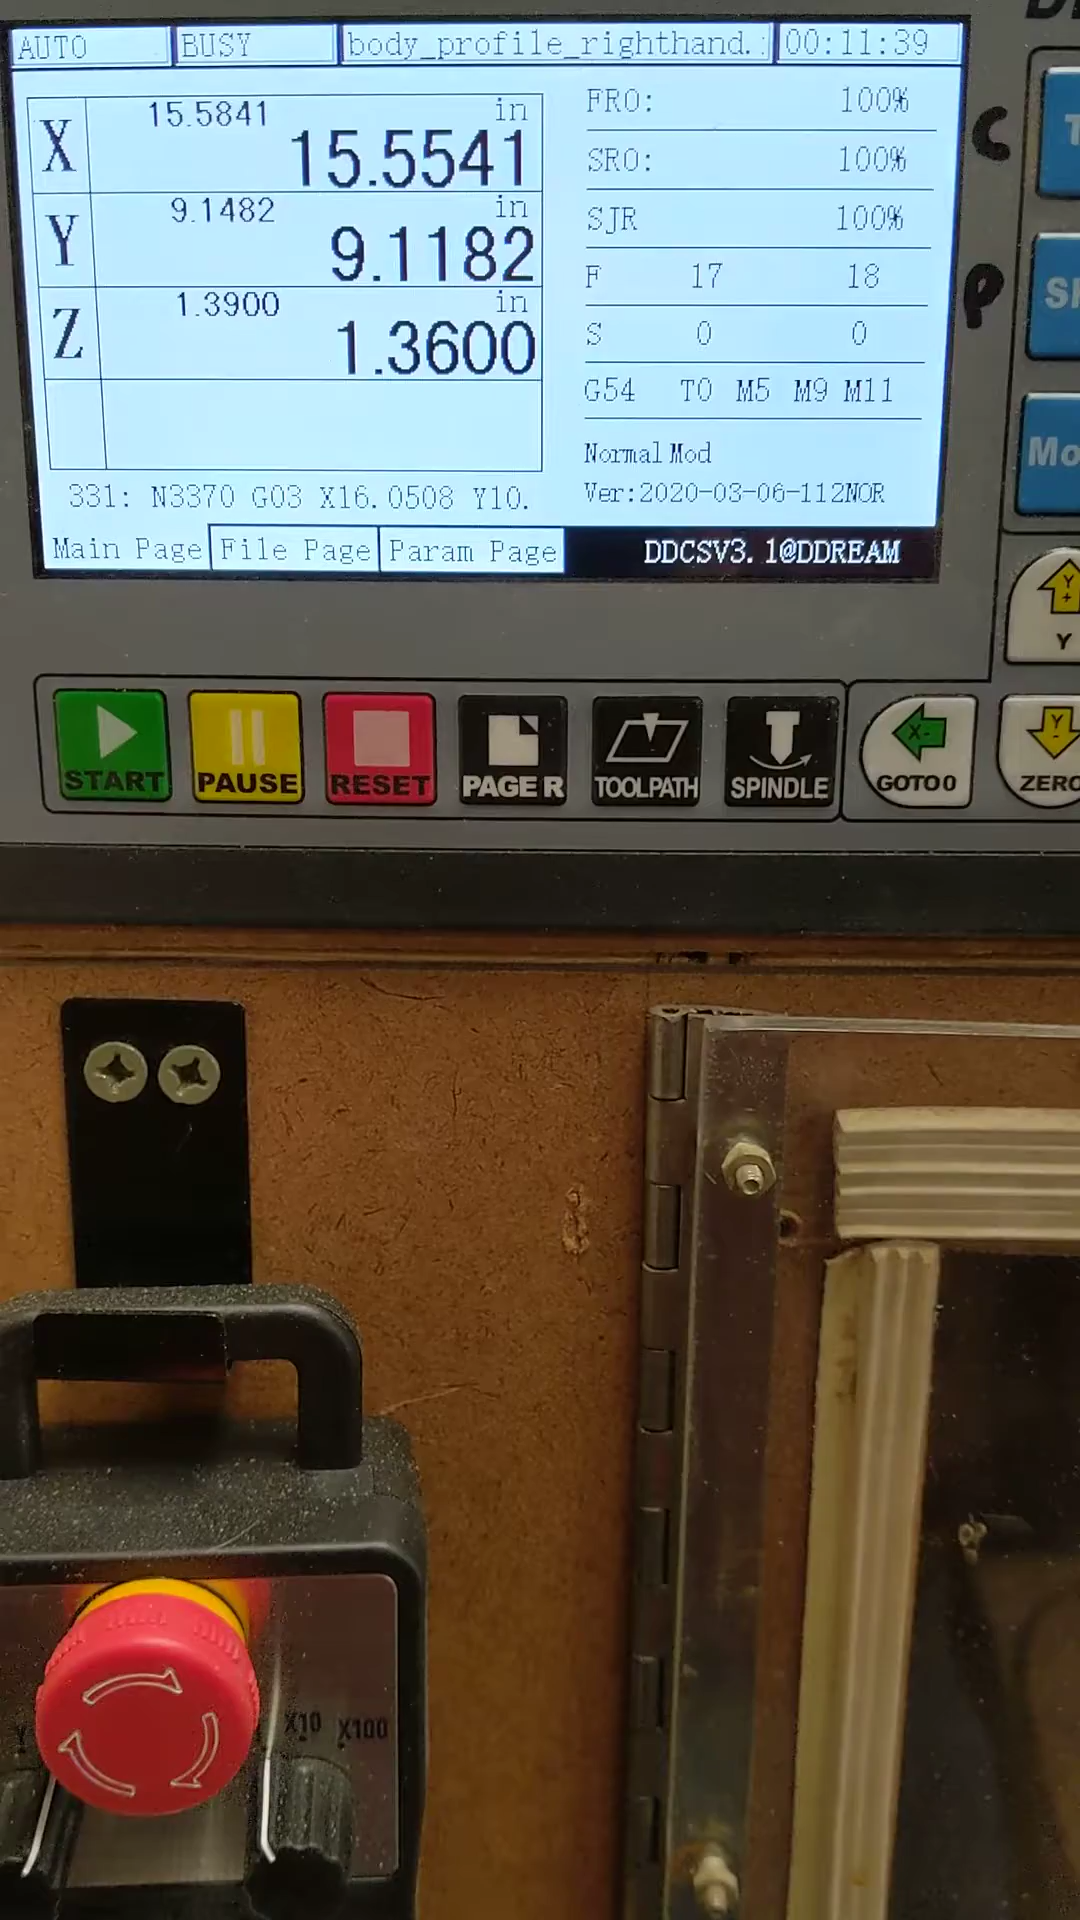 AUTO BUSY body_profile_righthand. 00:11:39
X 15.5841 in
15.5541
Y 9.1482 in
9.1182
Z 1.3900 in
1.3600
FRO: 100%
SRO: 100%
SJR 100%
F 17 18
S 0 0
G54 T0 M5 M9 M11
Normal Mod
Ver:2020-03-06-112NOR
331: N3370 G03 X16.0508 Y10.
Main Page File Page Param Page DDCSV3.1@DDREAM
C
P
Mo
Y
+
Y
START PAUSE RESET PAGE R TOOLPATH SPINDLE
X-
GOTO0
Y
-
ZERO
X10 X100